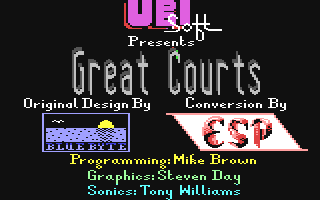 UBI
Soft
Presents
Great Courts
Original Design By
Conversion By
BLUE BYTE
ESP
Programming: Mike Brown
Graphics: Steven Day
Sonics: Tony Williams